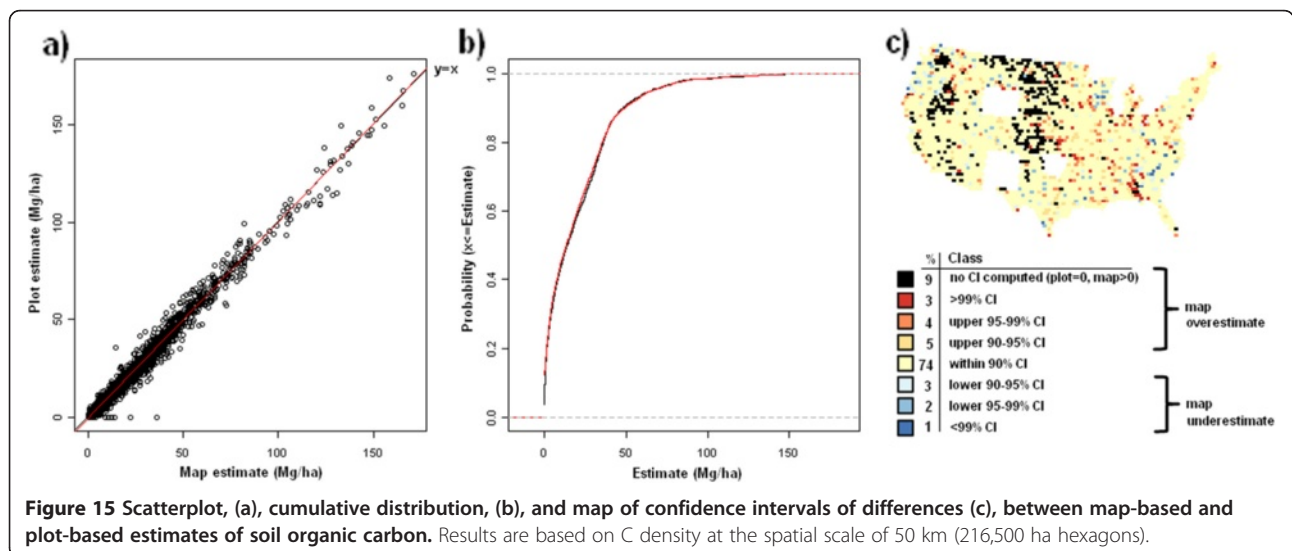 a)
y=x
Plot estimate (Mg/ha)
0 50 100 150
0 50 100 150
Map estimate (Mg/ha)
b)
Probability (x<=Estimate)
0.0 0.2 0.4 0.6 0.8 1.0
0 50 100 150
Estimate (Mg/ha)
c)
% Class
9 no CI computed (plot=0, map>0)
3 >99% CI
4 upper 95-99% CI
5 upper 90-95% CI
74 within 90% CI
3 lower 90-95% CI
2 lower 95-99% CI
1 <99% CI
map
overestimate
map
underestimate
Figure 15 Scatterplot, (a), cumulative distribution, (b), and map of confidence intervals of differences (c), between map-based and
plot-based estimates of soil organic carbon. Results are based on C density at the spatial scale of 50 km (216,500 ha hexagons).